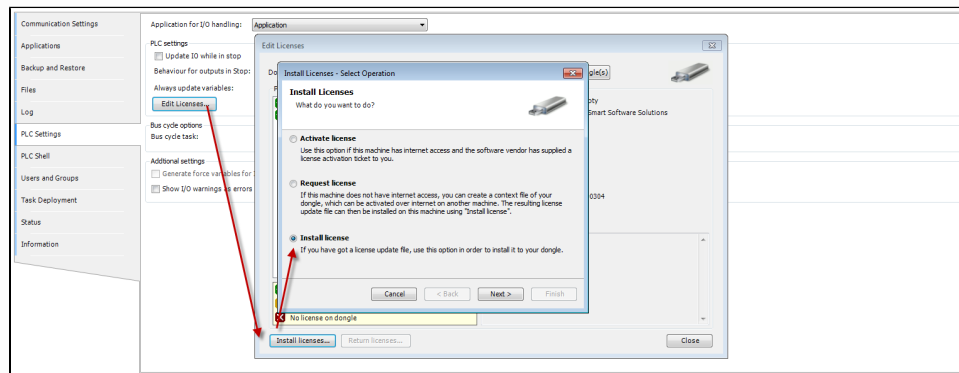 Communication Settings
Applications
Backup and Restore
Files
Log
PLC Settings
PLC Shell
Users and Groups
Task Deployment
Status
Information
Application for I/O handling: Application
PLC settings
Update IO while in stop
Behaviour for outputs in Stop:
Always update variables:
Edit Licenses...
Bus cycle options
Bus cycle task:
Additional settings
Generate force variables for
Show I/O warnings as errors
Edit Licenses
gle(s)
pty
Smart Software Solutions
0304
Install Licenses - Select Operation
Install Licenses
What do you want to do?
Activate license
Use this option if this machine has internet access and the software vendor has supplied a
license activation ticket to you.
Request license
If this machine does not have internet access, you can create a context file of your
dongle, which can be activated over internet on another machine. The resulting license
update file can then be installed on this machine using "Install license".
Install license
If you have got a license update file, use this option in order to install it to your dongle.
Cancel < Back Next > Finish
No license on dongle
Install licenses... Return licenses... Close